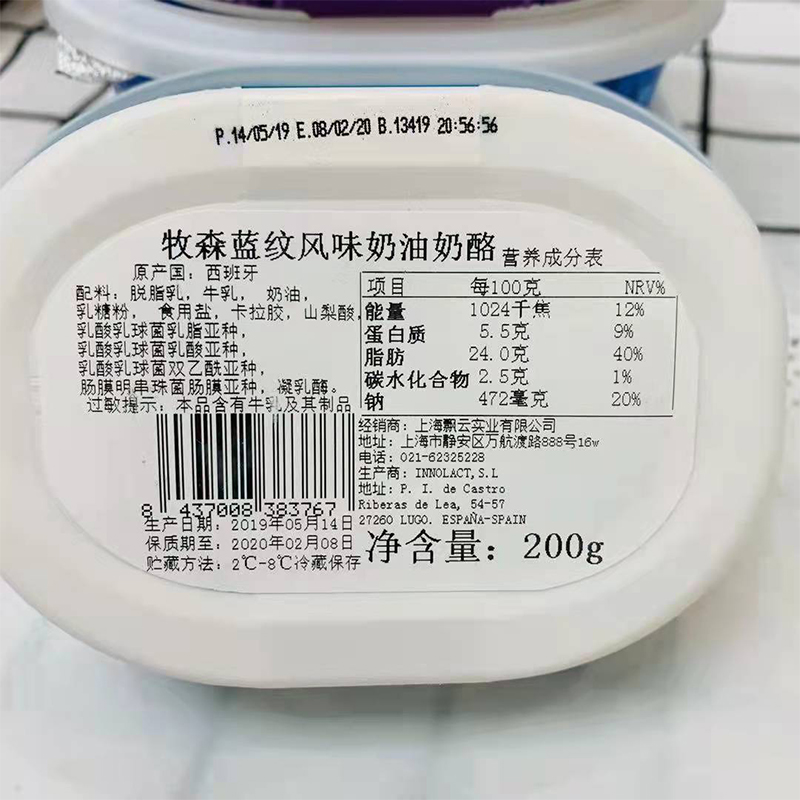 P.14/05/19 E.08/02/20 B.13419 20:56:56
牧森蓝纹风味奶油奶酪
原产国：西班牙
配料：脱脂乳，牛乳， 奶油，
乳糖粉， 食用盐，卡拉胶，山梨酸，
乳酸乳球菌乳脂亚种，
乳酸乳球菌乳酸亚种，
乳酸乳球菌双乙酰亚种，
肠膜明串珠菌肠膜亚种，凝乳酶。
过敏提示：本品含有牛乳及其制品
营养成分表
项目 每100克 NRV%
能量 1024千焦 12%
蛋白质 5.5克 9%
脂肪 24.0克 40%
碳水化合物 2.5克 1%
钠 472毫克 20%
经销商：上海飘云实业有限公司
地址：上海市静安区万航渡路888号16w
电话：021-62325228
生产商：INNOLACT,S.L
地址：P. I. de Castro
Riberas de Lea, 54-57
27260 LUGO. ESPAÑA-SPAIN
8 437008 383767
生产日期：2019年05月14日
保质期至：2020年02月08日
贮藏方法：2℃-8℃冷藏保存
净含量：200g